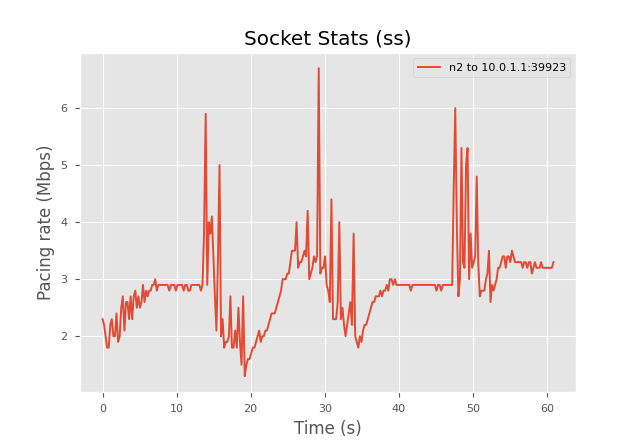 Socket Stats (ss)
n2 to 10.0.1.1:39923
Pacing rate (Mbps)
6
5
4
3
2
0 10 20 30 40 50 60
Time (s)